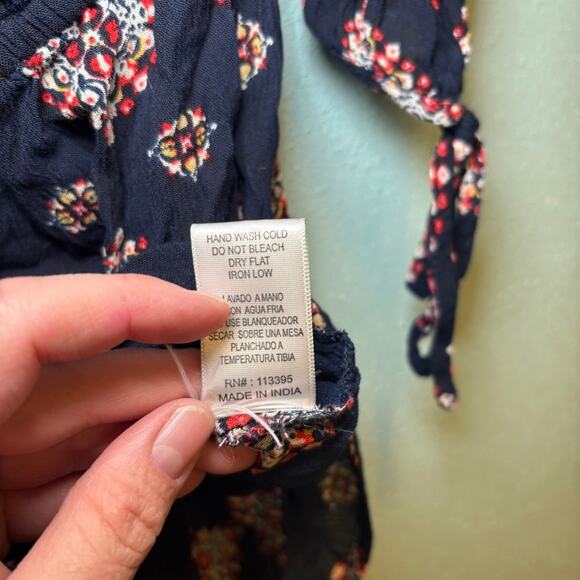 HAND WASH COLD
DO NOT BLEACH
DRY FLAT
IRON LOW
LAVADO A MANO
CON AGUA FRIA
USE BLANQUEADOR
SECAR SOBRE UNA MESA
PLANCHADO A
TEMPERATURA TIBIA
RN# : 113395
MADE IN INDIA